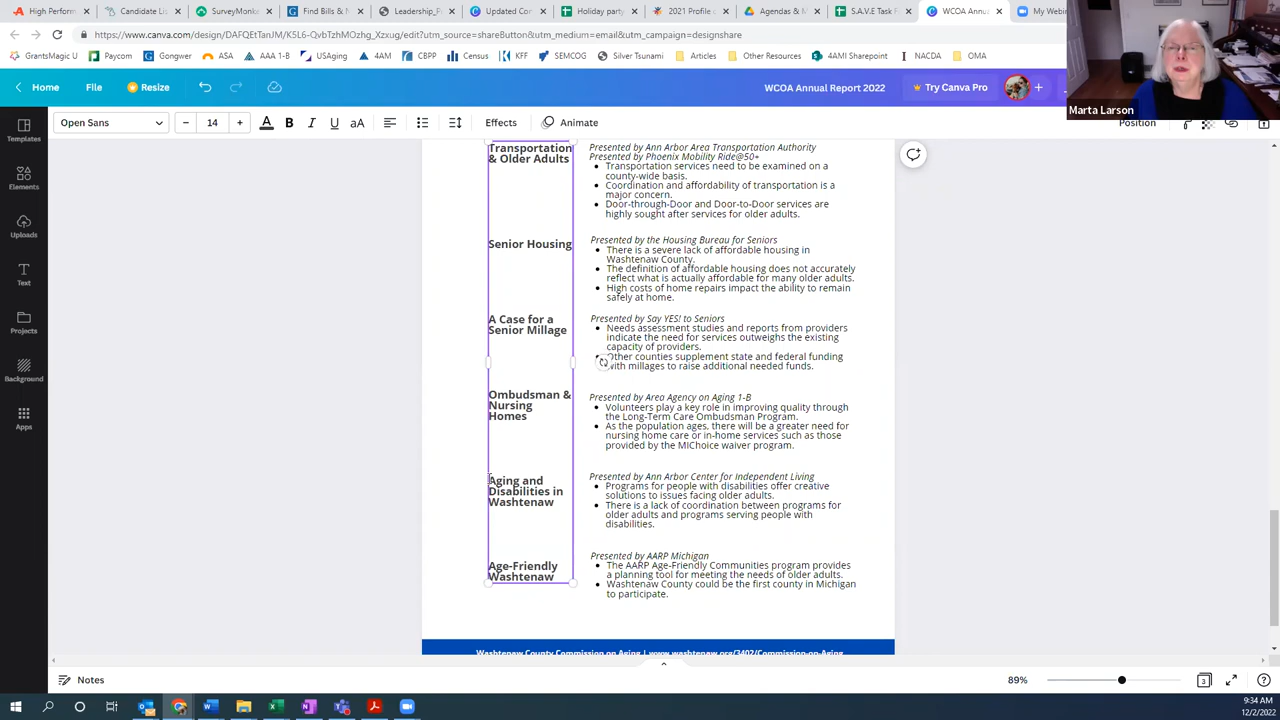 High Perform
Candidate Lis
SurveyMonke
Find Bills & N
Leadership_F
Updated Cor
Holiday party
2021 Profile c
Agendas & M
S.A.V.E Task F
WCOA Annua
My Webin
https://www.canva.com/design/DAFQEtTanJM/K5L6-QvbTzhMOzhg_Xzxug/edit?utm_source=shareButton&utm_medium=email&utm_campaign=designshare
GrantsMagic U
Paycom
Gongwer
ASA
AAA 1-B
USAging
4AM
CBPP
Census
KFF
SEMCOG
Silver Tsunami
Articles
Other Resources
4AMI Sharepoint
NACDA
OMA
Home
File
Resize
WCOA Annual Report 2022
Try Canva Pro
Marta Larson
Open Sans
14
A
B
I
U
aA
Effects
Animate
Position
Templates
Elements
Uploads
Text
Projects
Background
Apps
Transportation
& Older Adults
Presented by Ann Arbor Area Transportation Authority
Presented by Phoenix Mobility Ride@50+
Transportation services need to be examined on a
county-wide basis.
Coordination and affordability of transportation is a
major concern.
Door-through-Door and Door-to-Door services are
highly sought after services for older adults.
Senior Housing
Presented by the Housing Bureau for Seniors
There is a severe lack of affordable housing in
Washtenaw County.
The definition of affordable housing does not accurately
reflect what is actually affordable for many older adults.
High costs of home repairs impact the ability to remain
safely at home.
A Case for a
Senior Millage
Presented by Say YES! to Seniors
Needs assessment studies and reports from providers
indicate the need for services outweighs the existing
capacity of providers.
Other counties supplement state and federal funding
with millages to raise additional needed funds.
Ombudsman &
Nursing
Homes
Presented by Area Agency on Aging 1-B
Volunteers play a key role in improving quality through
the Long-Term Care Ombudsman Program.
As the population ages, there will be a greater need for
nursing home care or in-home services such as those
provided by the MIChoice waiver program.
Aging and
Disabilities in
Washtenaw
Presented by Ann Arbor Center for Independent Living
Programs for people with disabilities offer creative
solutions to issues facing older adults.
There is a lack of coordination between programs for
older adults and programs serving people with
disabilities.
Age-Friendly
Washtenaw
Presented by AARP Michigan
The AARP Age-Friendly Communities program provides
a planning tool for meeting the needs of older adults.
Washtenaw County could be the first county in Michigan
to participate.
Washtenaw County Commission on Aging | www.washtenaw.org/3402/Commission-on-Aging
Notes
89%
3
9:34 AM
12/2/2022